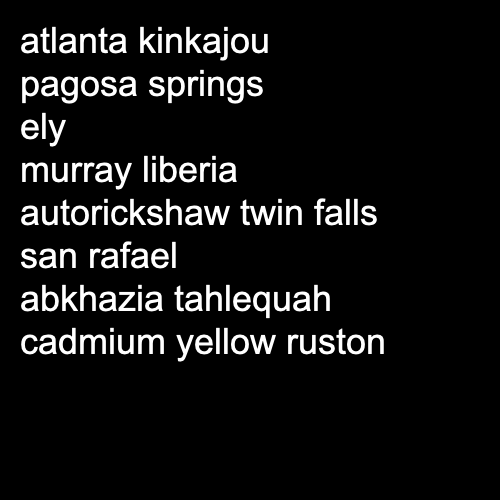 atlanta kinkajou
pagosa springs
ely
murray liberia
autorickshaw twin falls
san rafael
abkhazia tahlequah
cadmium yellow ruston